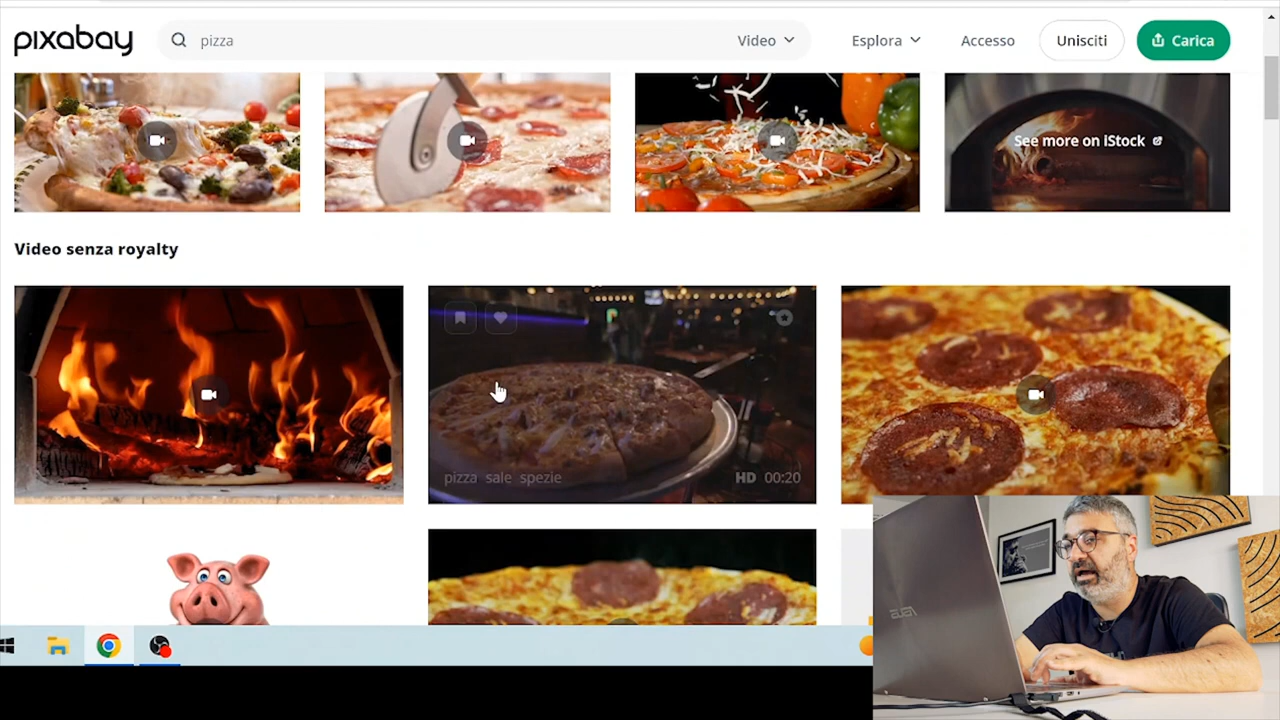 pixabay
pizza
Video
Esplora
Accesso
Unisciti
Carica
See more on iStock
Video senza royalty
pizza sale spezie
HD 00:20
ASUS